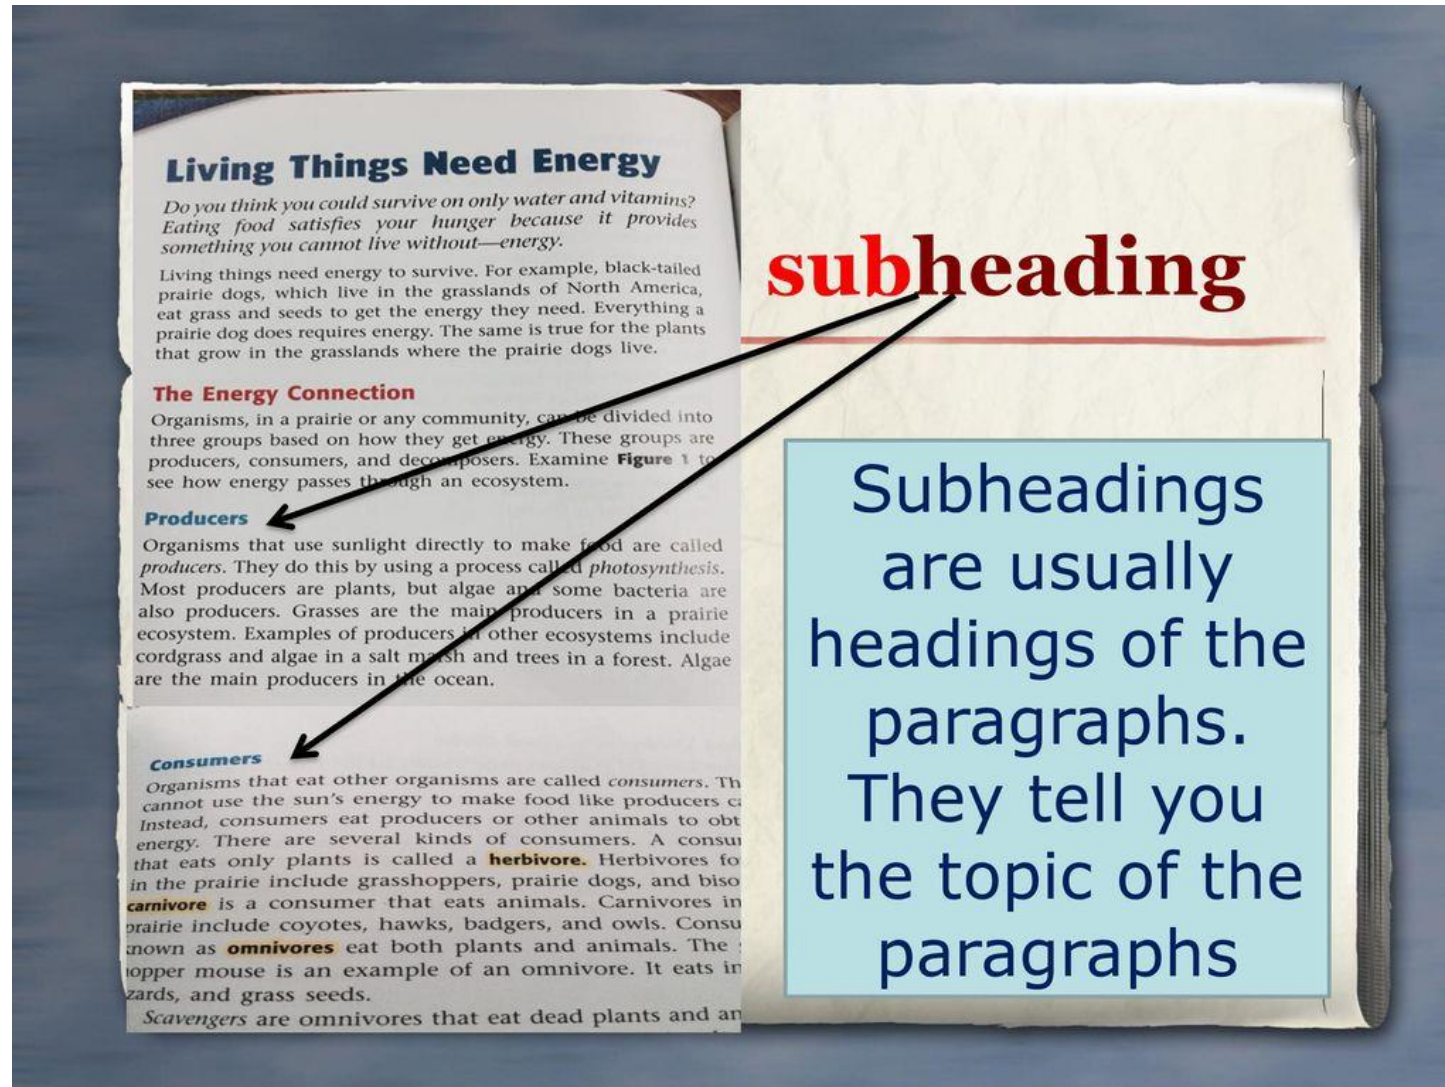 Living Things Need Energy
Do you think you could survive on only water and vitamins?
Eating food satisfies your hunger because it provides
something you cannot live without—energy.
Living things need energy to survive. For example, black-tailed
prairie dogs, which live in the grasslands of North America,
eat grass and seeds to get the energy they need. Everything a
prairie dog does requires energy. The same is true for the plants
that grow in the grasslands where the prairie dogs live.
The Energy Connection
Organisms, in a prairie or any community, can be divided into
three groups based on how they get energy. These groups are
producers, consumers, and decomposers. Examine Figure 1 to
see how energy passes through an ecosystem.
Producers
Organisms that use sunlight directly to make food are called
producers. They do this by using a process called photosynthesis.
Most producers are plants, but algae and some bacteria are
also producers. Grasses are the main producers in a prairie
ecosystem. Examples of producers in other ecosystems include
cordgrass and algae in a salt marsh and trees in a forest. Algae
are the main producers in the ocean.
Consumers
Organisms that eat other organisms are called consumers. Th
cannot use the sun's energy to make food like producers ca
Instead, consumers eat producers or other animals to obt
energy. There are several kinds of consumers. A consu
that eats only plants is called a herbivore. Herbivores fo
in the prairie include grasshoppers, prairie dogs, and biso
carnivore is a consumer that eats animals. Carnivores in
prairie include coyotes, hawks, badgers, and owls. Consu
nown as omnivores eat both plants and animals. The
opper mouse is an example of an omnivore. It eats in
zards, and grass seeds.
Scavengers are omnivores that eat dead plants and an
subheading
Subheadings
are usually
headings of the
paragraphs.
They tell you
the topic of the
paragraphs